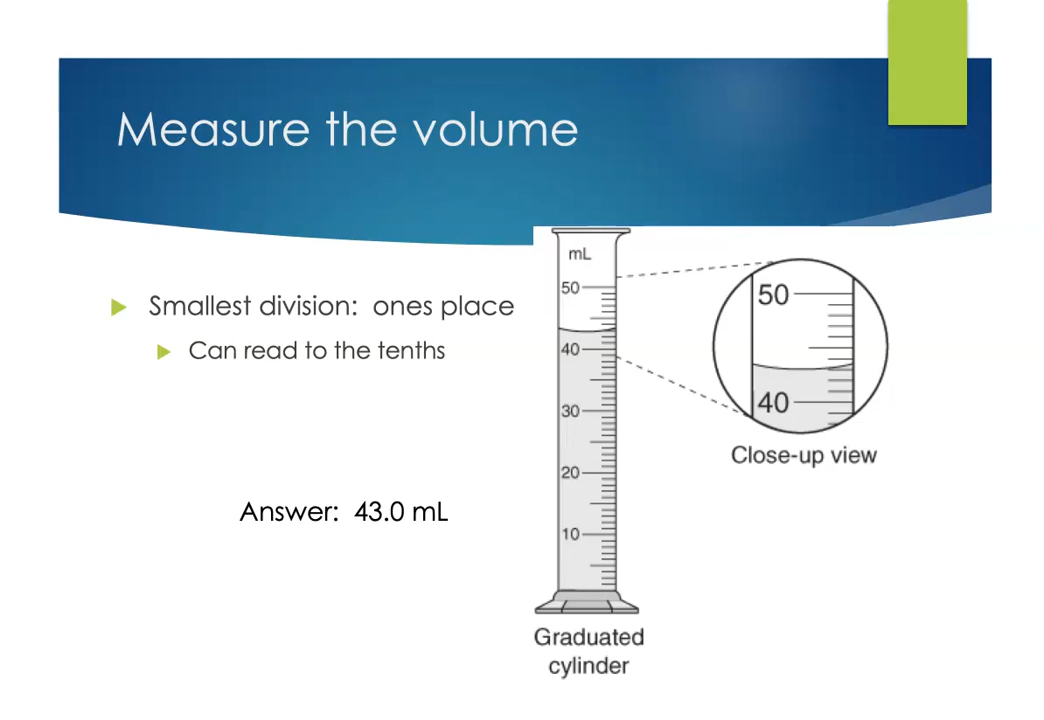 Measure the volume
Smallest division: ones place
Can read to the tenths
Answer: 43.0 mL
mL
50
40
30
20
10
Graduated
cylinder
50
40
Close-up view